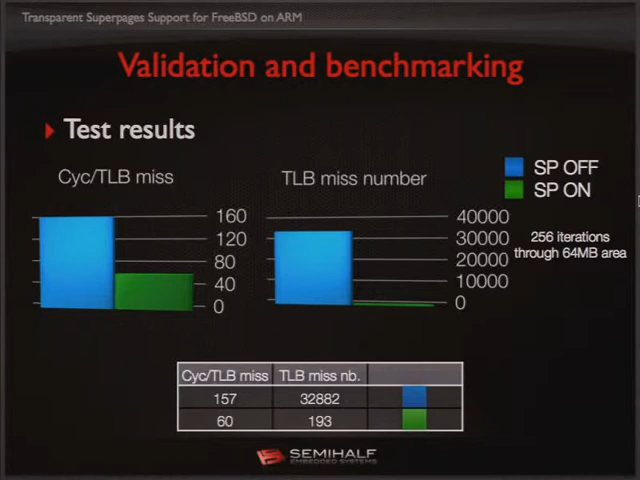 Transparent Superpages Support for FreeBSD on ARM
Validation and benchmarking
Test results
Cyc/TLB miss
160
120
80
40
0
TLB miss number
40000
30000
20000
10000
0
SP OFF
SP ON
256 iterations
through 64MB area
Cyc/TLB miss TLB miss nb.
157 32882
60 193
SEMIHALF
EMBEDDED SYSTEMS